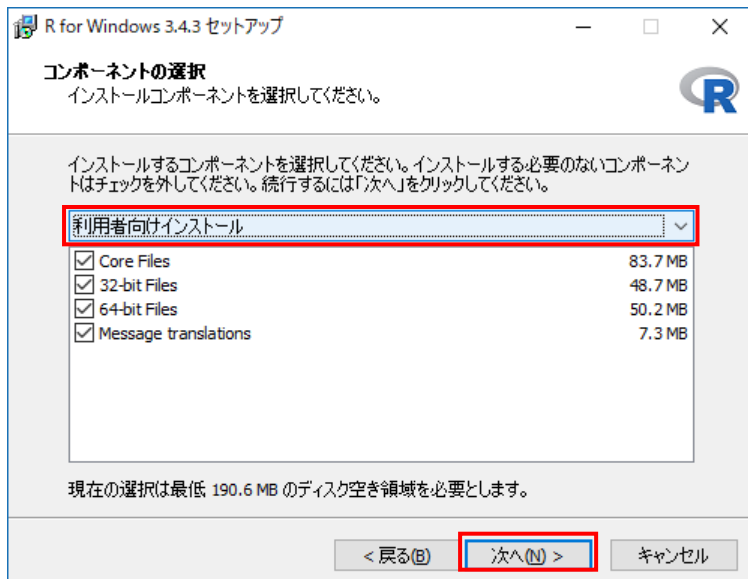 R for Windows 3.4.3 セットアップ
コンポーネントの選択
インストールコンポーネントを選択してください。
R
インストールするコンポーネントを選択してください。インストールする必要のないコンポーネン
トはチェックを外してください。続行するには「次へ」をクリックしてください。
利用者向けインストール
Core Files 83.7 MB
32-bit Files 48.7 MB
64-bit Files 50.2 MB
Message translations 7.3 MB
現在の選択は最低 190.6 MB のディスク空き領域を必要とします。
< 戻る(B) 次へ(N) > キャンセル